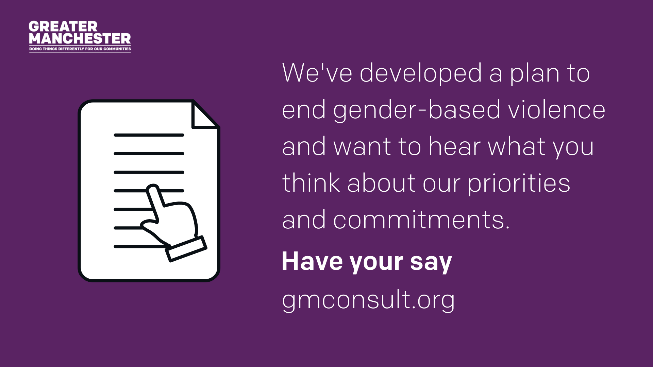 GREATER
MANCHESTER
DOING THINGS DIFFERENTLY FOR OUR COMMUNITIES
We've developed a plan to
end gender-based violence
and want to hear what you
think about our priorities
and commitments.
Have your say
gmconsult.org